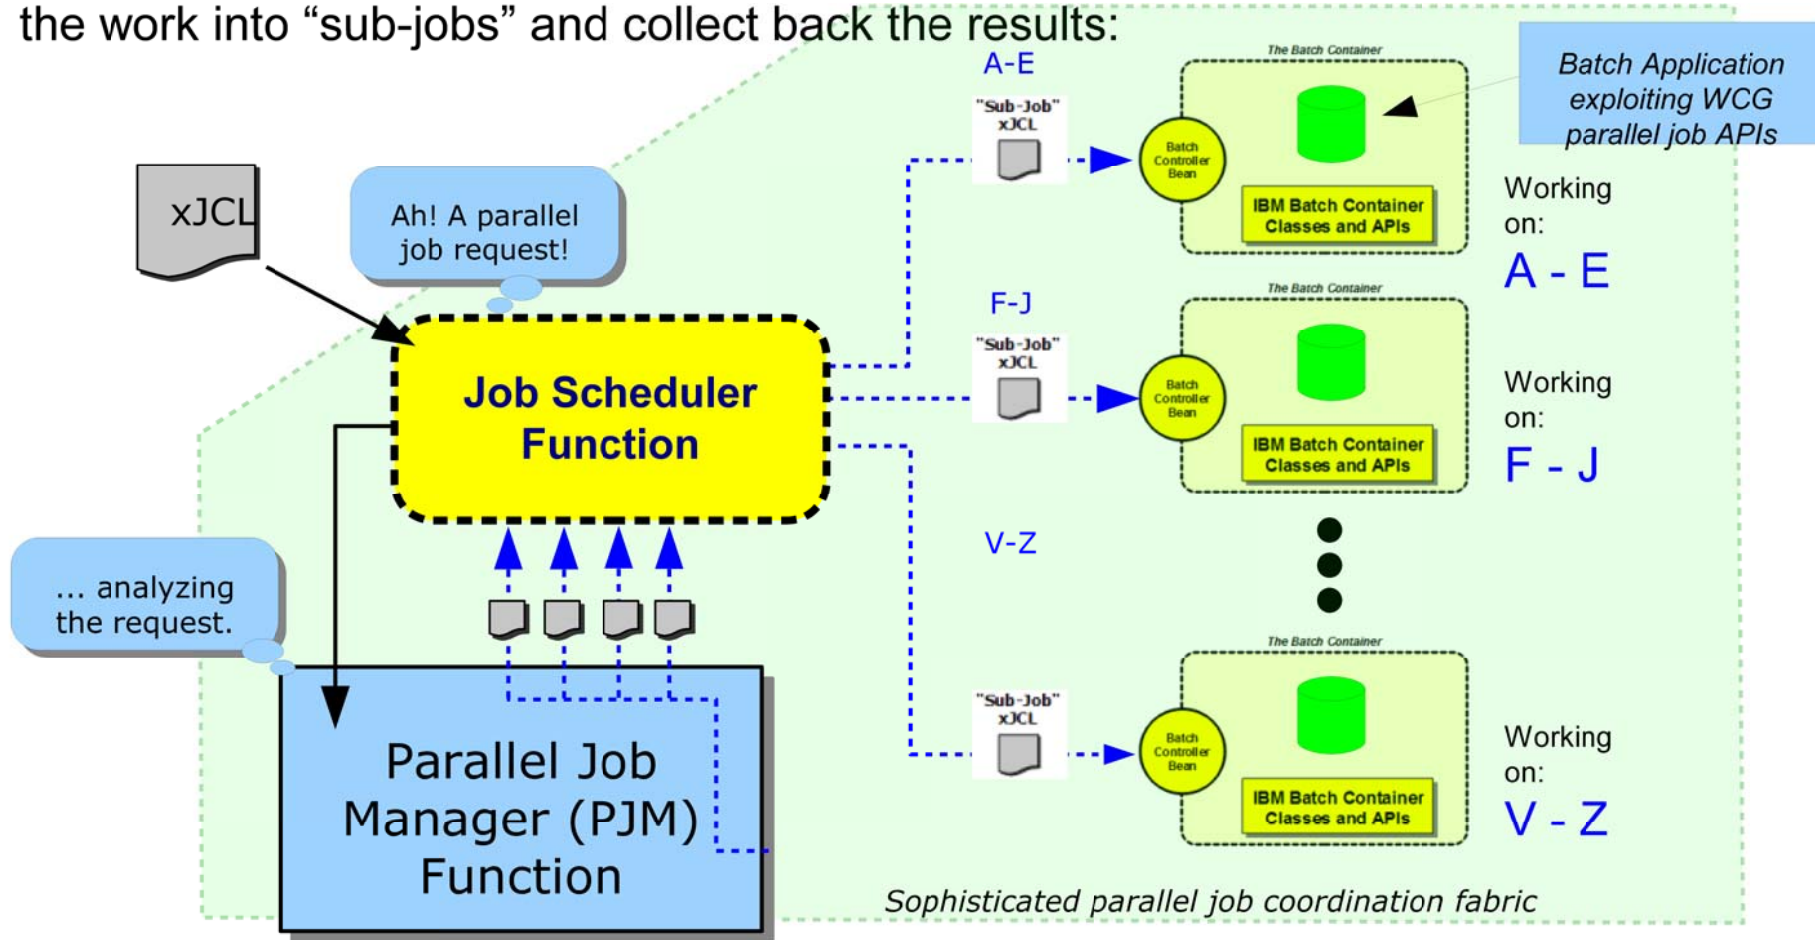 the work into “sub-jobs” and collect back the results:
xJCL
Ah! A parallel
job request!
Job Scheduler
Function
... analyzing
the request.
Parallel Job
Manager (PJM)
Function
A-E
"Sub-Job"
xJCL
The Batch Container
Batch
Controller
Bean
IBM Batch Container
Classes and APIs
Batch Application
exploiting WCG
parallel job APIs
Working
on:
A - E
F-J
"Sub-Job"
xJCL
The Batch Container
Batch
Controller
Bean
IBM Batch Container
Classes and APIs
Working
on:
F - J
V-Z
"Sub-Job"
xJCL
The Batch Container
Batch
Controller
Bean
IBM Batch Container
Classes and APIs
Working
on:
V - Z
Sophisticated parallel job coordination fabric